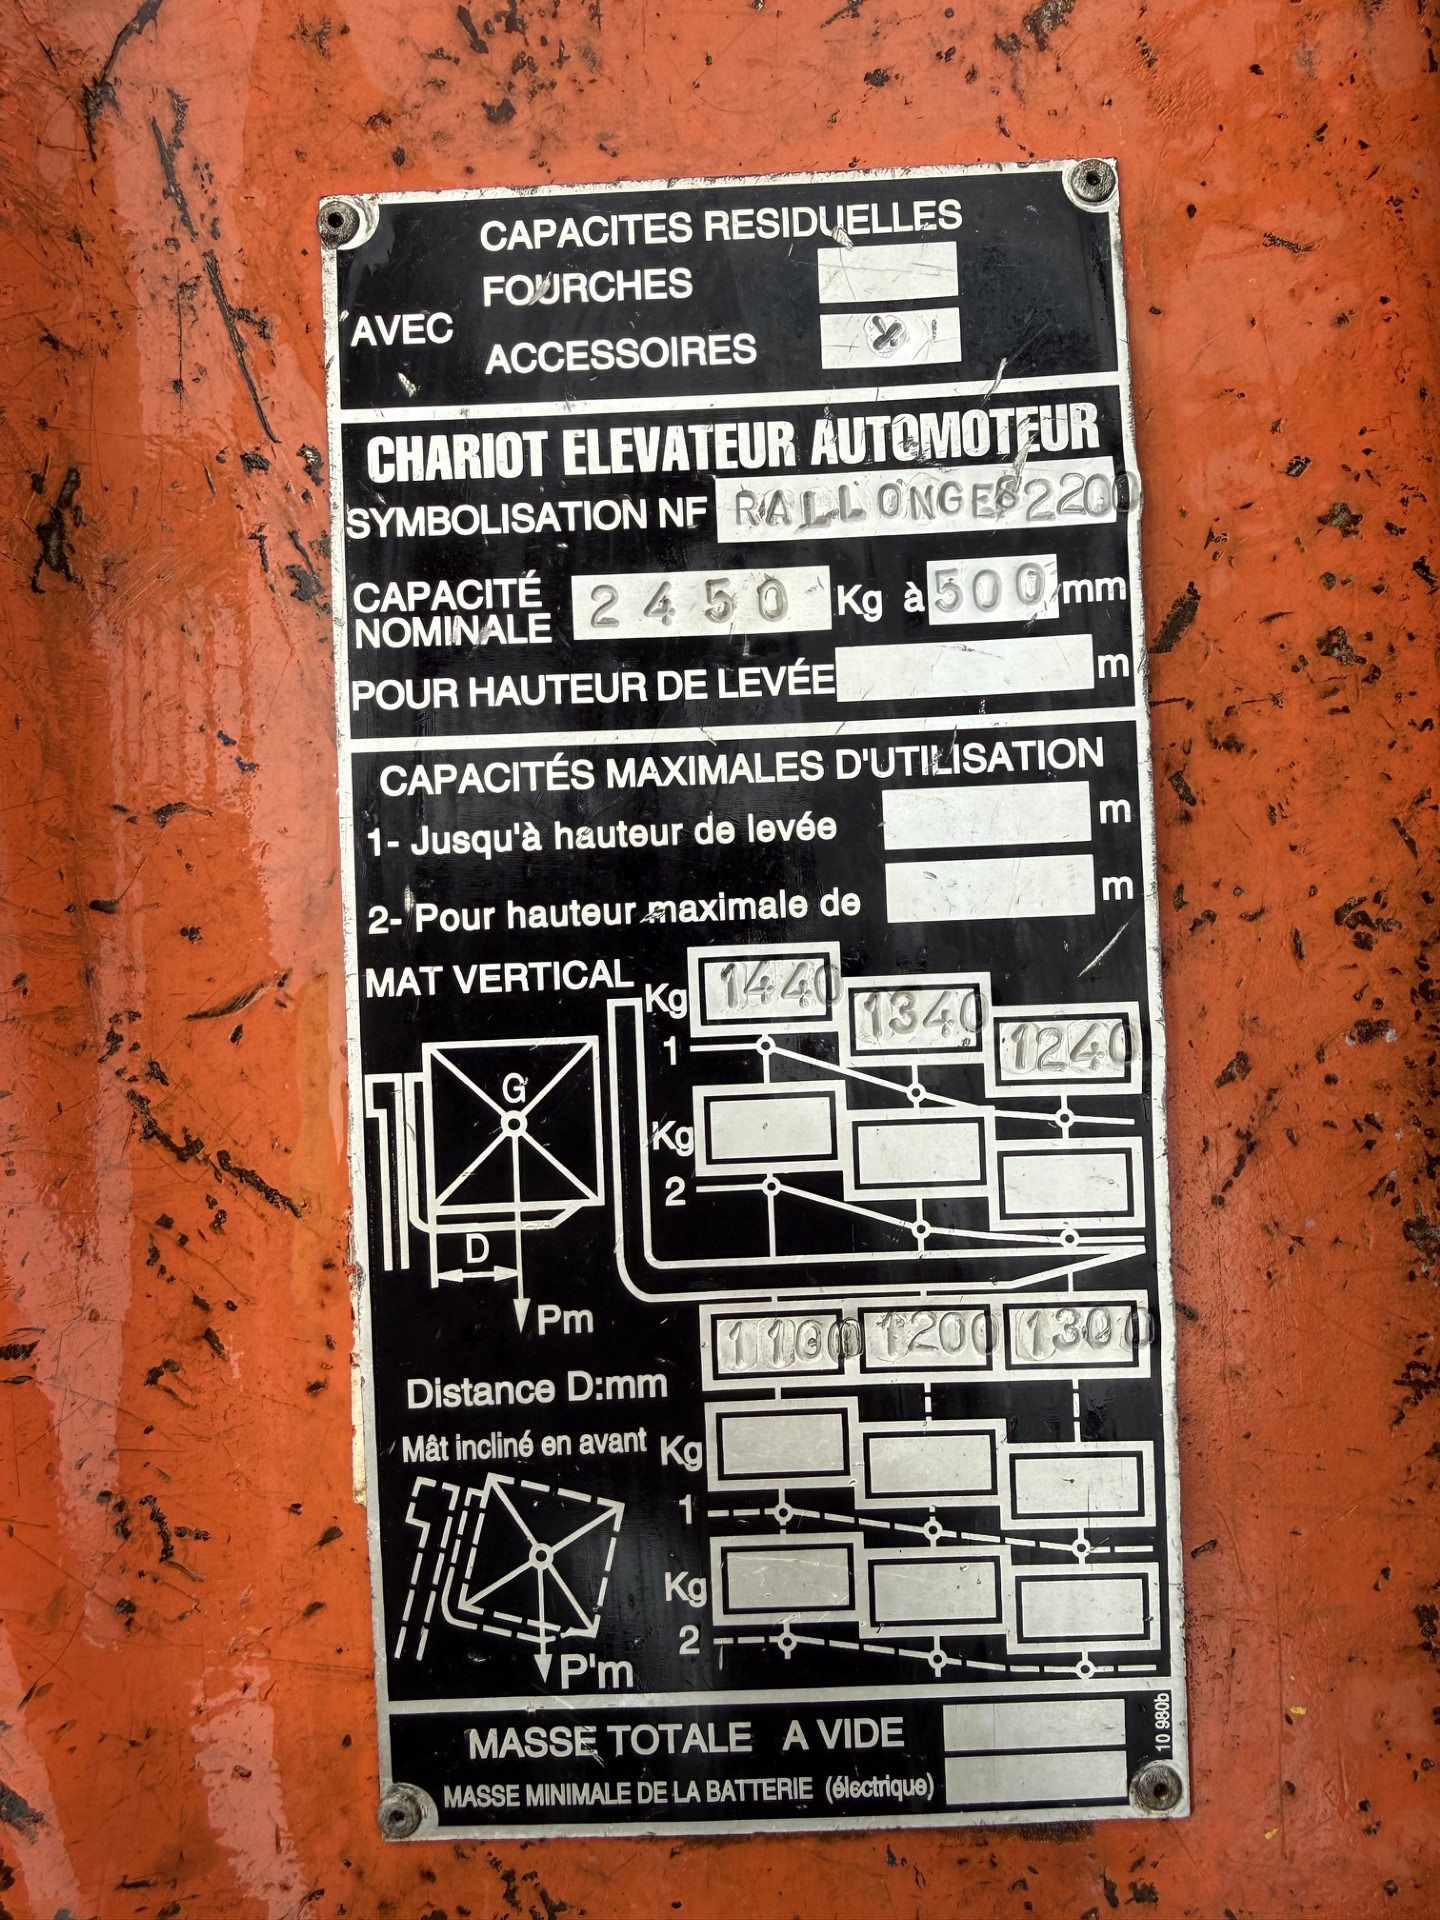 CAPACITES RESIDUELLES
AVEC
FOURCHES
ACCESSOIRES
X
CHARIOT ELEVATEUR AUTOMOTEUR
SYMBOLISATION NF RALLONGES 2200
CAPACITÉ NOMINALE 2450 Kg à 500 mm
POUR HAUTEUR DE LEVÉE m
CAPACITÉS MAXIMALES D'UTILISATION
1- Jusqu'à hauteur de levée m
2- Pour hauteur maximale de m
MAT VERTICAL
Kg 1440 1340 1240
1
Kg
2
G
D
Pm
Distance D:mm 1100 1200 1300
Mât incliné en avant
Kg
1
Kg
2
P'm
MASSE TOTALE A VIDE
MASSE MINIMALE DE LA BATTERIE (électrique)
10 980b